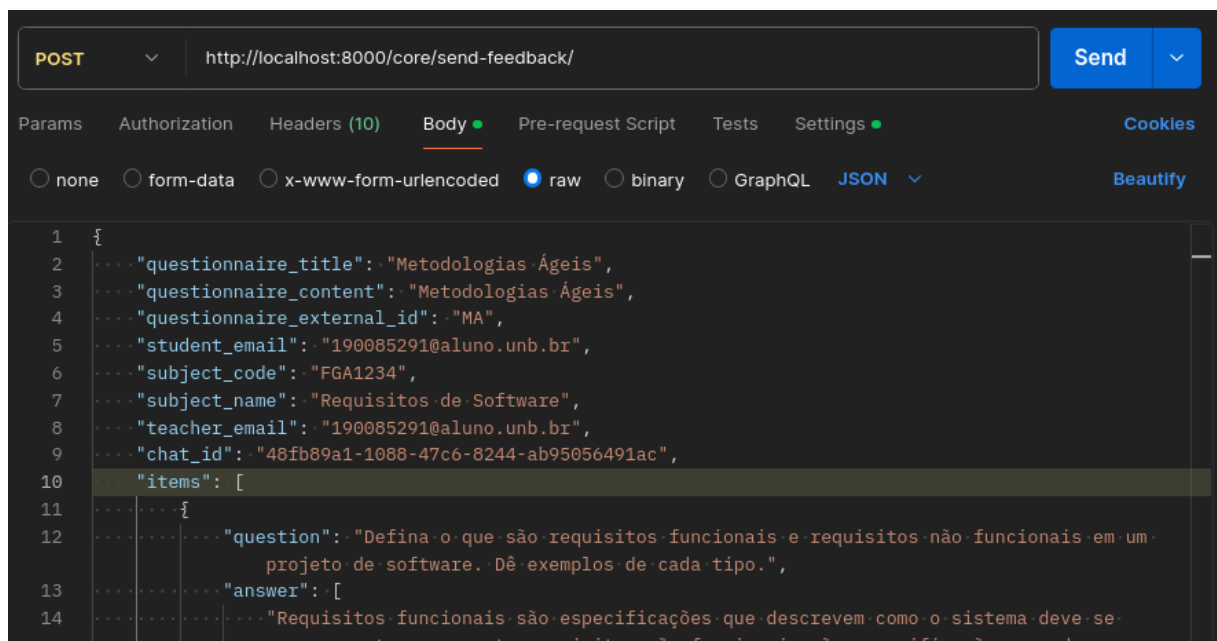 POST http://localhost:8000/core/send-feedback/ Send
Params Authorization Headers (10) Body Pre-request Script Tests Settings Cookies
none form-data x-www-form-urlencoded raw binary GraphQL JSON Beautify
1 {
2 "questionnaire_title": "Metodologias Ágeis",
3 "questionnaire_content": "Metodologias Ágeis",
4 "questionnaire_external_id": "MA",
5 "student_email": "190085291@aluno.unb.br",
6 "subject_code": "FGA1234",
7 "subject_name": "Requisitos de Software",
8 "teacher_email": "190085291@aluno.unb.br",
9 "chat_id": "48fb89a1-1088-47c6-8244-ab95056491ac",
10 "items": [
11 {
12 "question": "Defina o que são requisitos funcionais e requisitos não funcionais em um
projeto de software. Dê exemplos de cada tipo.",
13 "answer": [
14 "Requisitos funcionais são especificações que descrevem como o sistema deve se